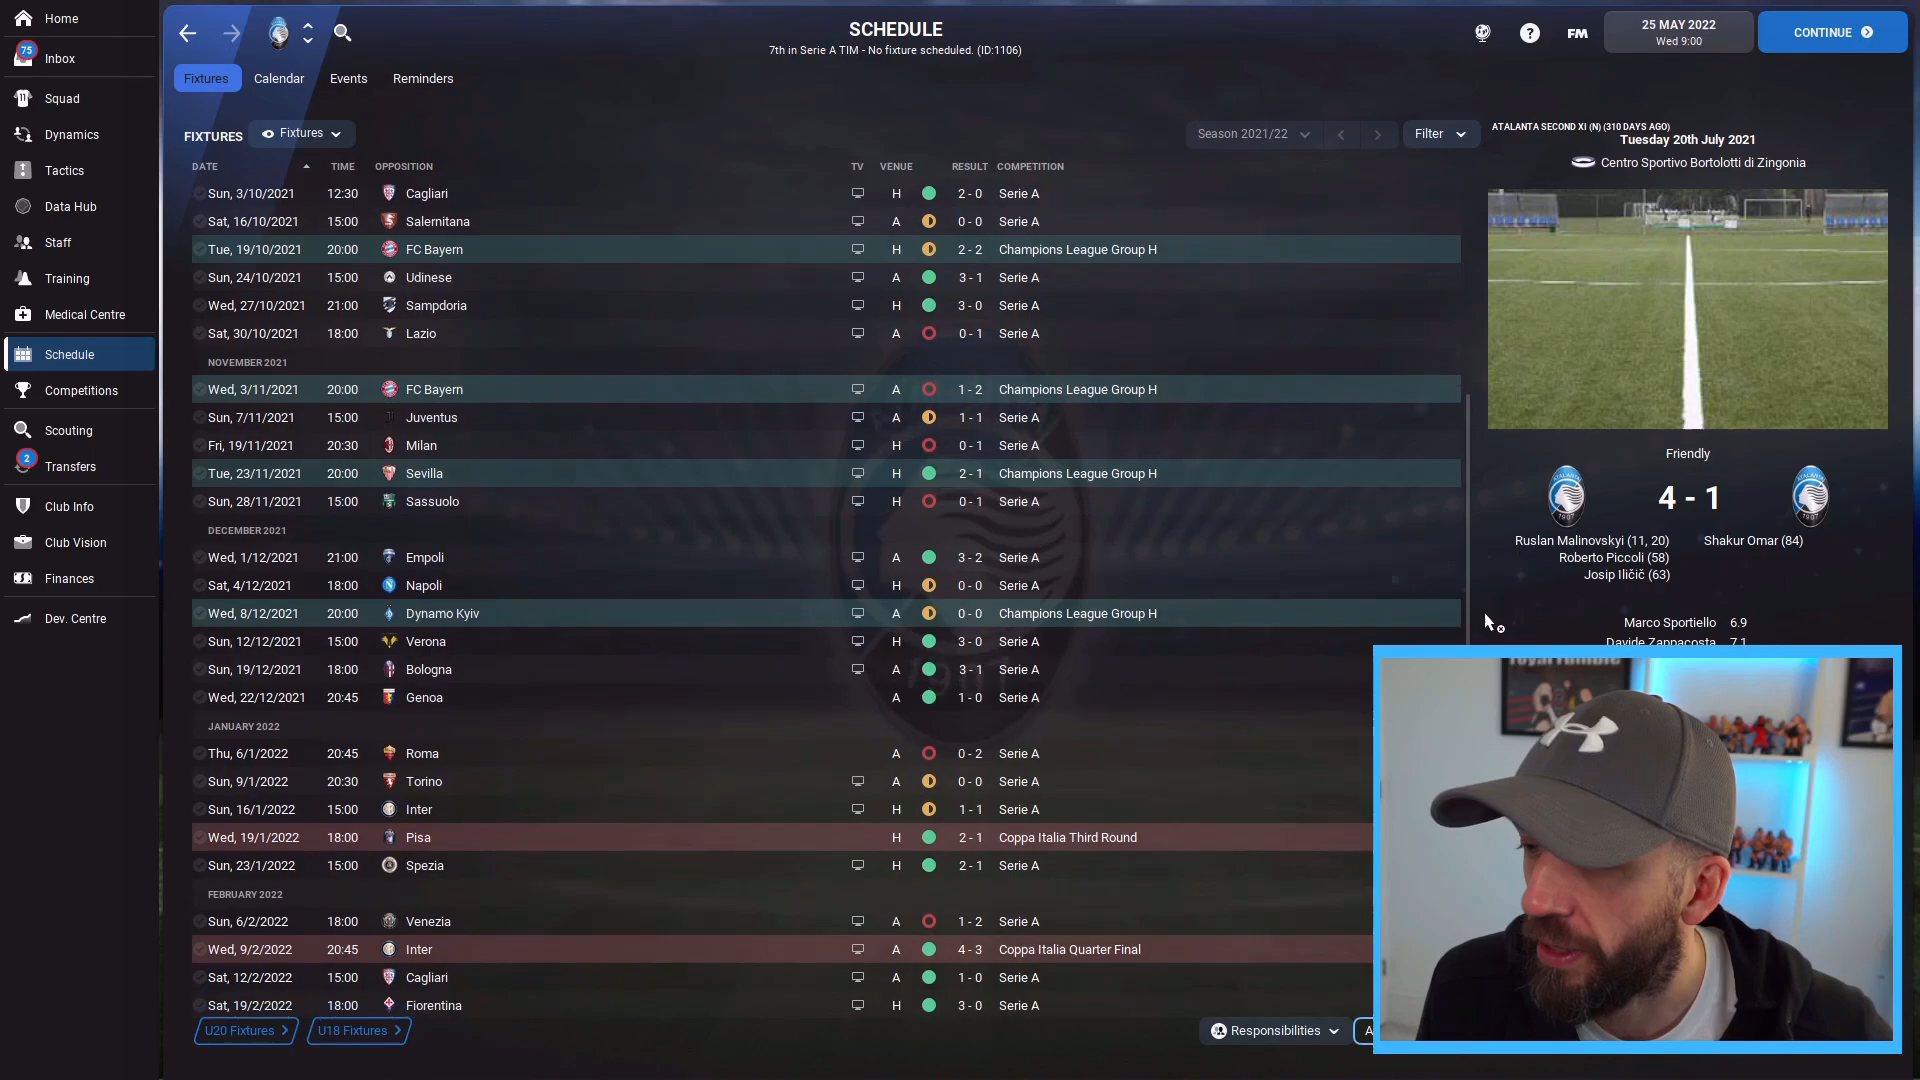 Home
75
Inbox
Squad
Dynamics
Tactics
Data Hub
Staff
Training
Medical Centre
Schedule
Competitions
Scouting
2
Transfers
Club Info
Club Vision
Finances
Dev. Centre
SCHEDULE
7th in Serie A TIM - No fixture scheduled. (ID:1106)
FM
25 MAY 2022
Wed 9:00
CONTINUE
Fixtures Calendar Events Reminders
FIXTURES Fixtures Season 2021/22 Filter
DATE TIME OPPOSITION TV VENUE RESULT COMPETITION
Sun, 3/10/2021 12:30 Cagliari H 2 - 0 Serie A
Sat, 16/10/2021 15:00 Salernitana A 0 - 0 Serie A
Tue, 19/10/2021 20:00 FC Bayern H 2 - 2 Champions League Group H
Sun, 24/10/2021 15:00 Udinese A 3 - 1 Serie A
Wed, 27/10/2021 21:00 Sampdoria H 3 - 0 Serie A
Sat, 30/10/2021 18:00 Lazio A 0 - 1 Serie A
NOVEMBER 2021
Wed, 3/11/2021 20:00 FC Bayern A 1 - 2 Champions League Group H
Sun, 7/11/2021 15:00 Juventus A 1 - 1 Serie A
Fri, 19/11/2021 20:30 Milan H 0 - 1 Serie A
Tue, 23/11/2021 20:00 Sevilla H 2 - 1 Champions League Group H
Sun, 28/11/2021 15:00 Sassuolo H 0 - 1 Serie A
DECEMBER 2021
Wed, 1/12/2021 21:00 Empoli A 3 - 2 Serie A
Sat, 4/12/2021 18:00 Napoli H 0 - 0 Serie A
Wed, 8/12/2021 20:00 Dynamo Kyiv A 0 - 0 Champions League Group H
Sun, 12/12/2021 15:00 Verona H 3 - 0 Serie A
Sun, 19/12/2021 18:00 Bologna A 3 - 1 Serie A
Wed, 22/12/2021 20:45 Genoa A 1 - 0 Serie A
JANUARY 2022
Thu, 6/1/2022 20:45 Roma A 0 - 2 Serie A
Sun, 9/1/2022 20:30 Torino A 0 - 0 Serie A
Sun, 16/1/2022 15:00 Inter H 1 - 1 Serie A
Wed, 19/1/2022 18:00 Pisa H 2 - 1 Coppa Italia Third Round
Sun, 23/1/2022 15:00 Spezia H 2 - 1 Serie A
FEBRUARY 2022
Sun, 6/2/2022 18:00 Venezia A 1 - 2 Serie A
Wed, 9/2/2022 20:45 Inter A 4 - 3 Coppa Italia Quarter Final
Sat, 12/2/2022 15:00 Cagliari A 1 - 0 Serie A
Sat, 19/2/2022 18:00 Fiorentina H 3 - 0 Serie A
U20 Fixtures U18 Fixtures Responsibilities
ATALANTA SECOND XI (N) (310 DAYS AGO)
Tuesday 20th July 2021
Centro Sportivo Bortolotti di Zingonia
Friendly
4 - 1
Ruslan Malinovskyi (11, 20) Shakur Omar (84)
Roberto Piccoli (58)
Josip Iličič (63)
Marco Sportiello 6.9
Davide Zappacosta 7.1